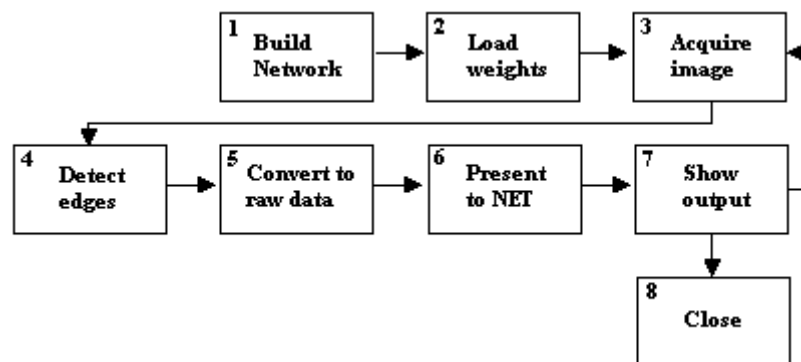 1
Build
Network
2
Load
weights
3
Acquire
image
4
Detect
edges
5
Convert to
raw data
6
Present
to NET
7
Show
output
8
Close